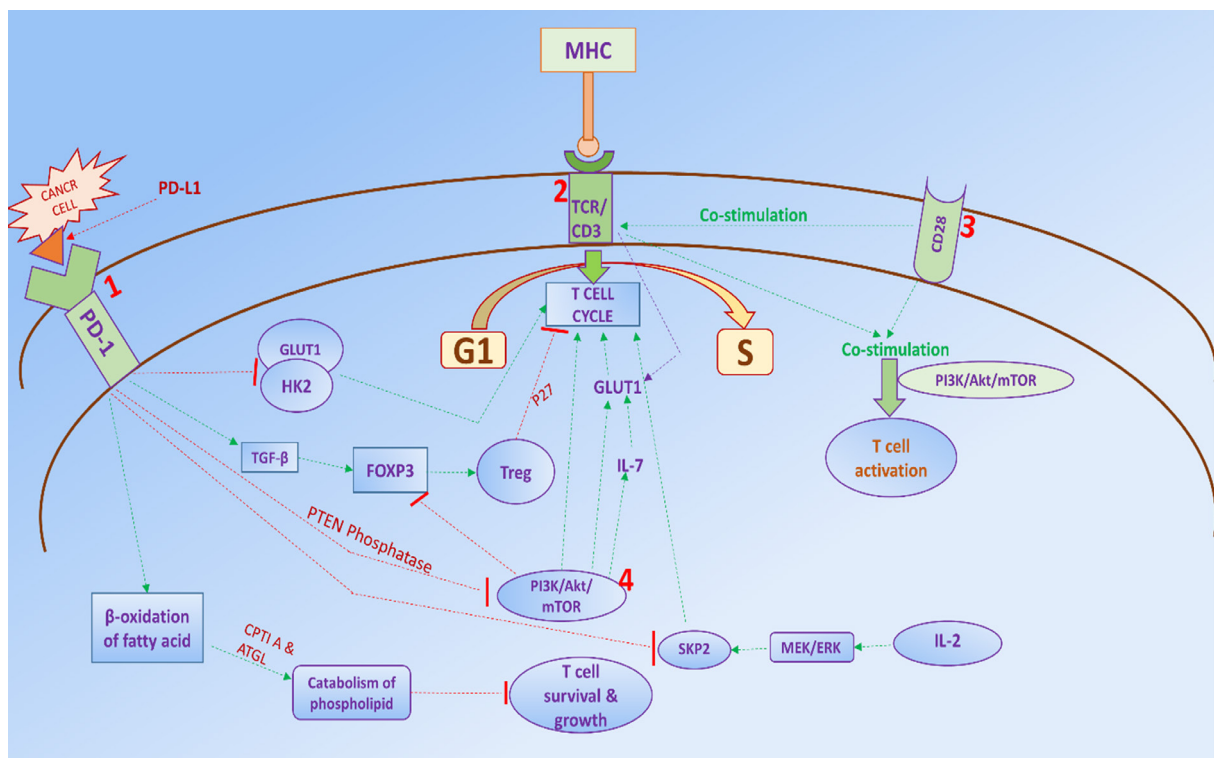 MHC
CANCR
CELL
PD-L1
2
TCR/
CD3
Co-stimulation
CD28
3
1
PD-1
T CELL
CYCLE
G1
S
GLUT1
HK2
Co-stimulation
PI3K/Akt/mTOR
GLUT1
P27
T cell
activation
TGF-β
FOXP3
Treg
IL-7
PTEN Phosphatase
PI3K/Akt/
mTOR
4
β-oxidation
of fatty acid
CPTI A &
ATGL
SKP2
MEK/ERK
IL-2
Catabolism of
phospholipid
T cell
survival &
growth